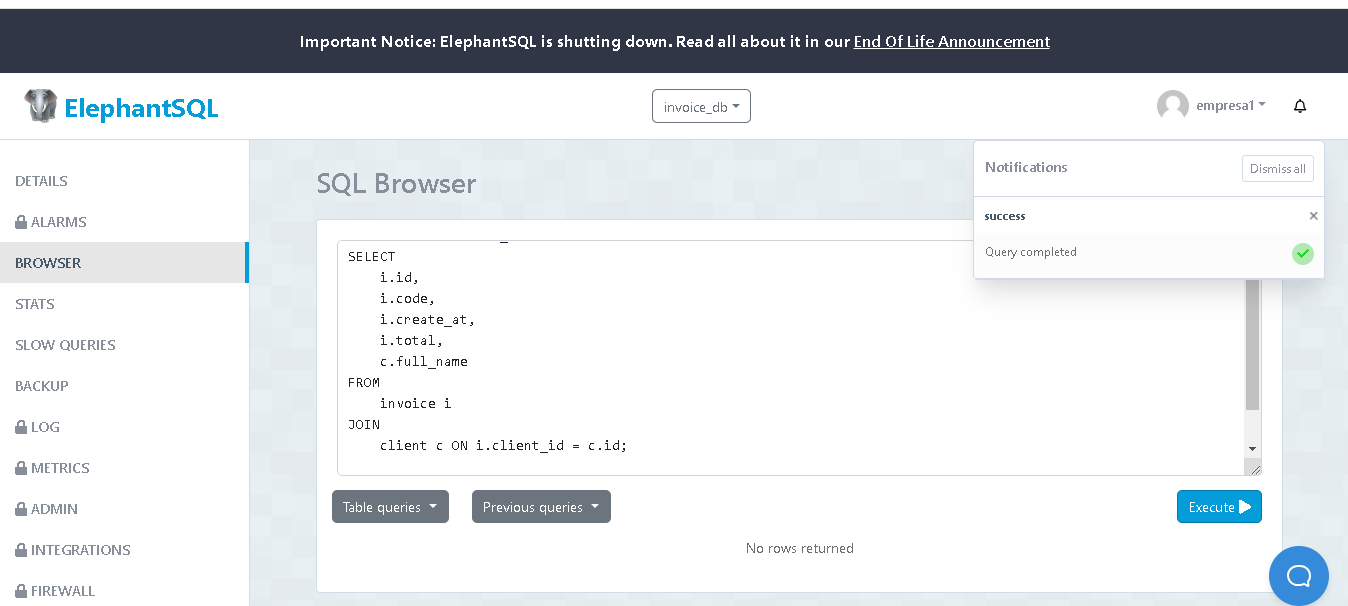 Important Notice: ElephantSQL is shutting down. Read all about it in our End Of Life Announcement
ElephantSQL
invoice_db
empresa1
DETAILS
ALARMS
BROWSER
STATS
SLOW QUERIES
BACKUP
LOG
METRICS
ADMIN
INTEGRATIONS
FIREWALL
SQL Browser
Notifications
Dismiss all
success
×
Query completed
SELECT
    i.id,
    i.code,
    i.create_at,
    i.total,
    c.full_name
FROM
    invoice i
JOIN
    client c ON i.client_id = c.id;
Table queries
Previous queries
Execute
No rows returned